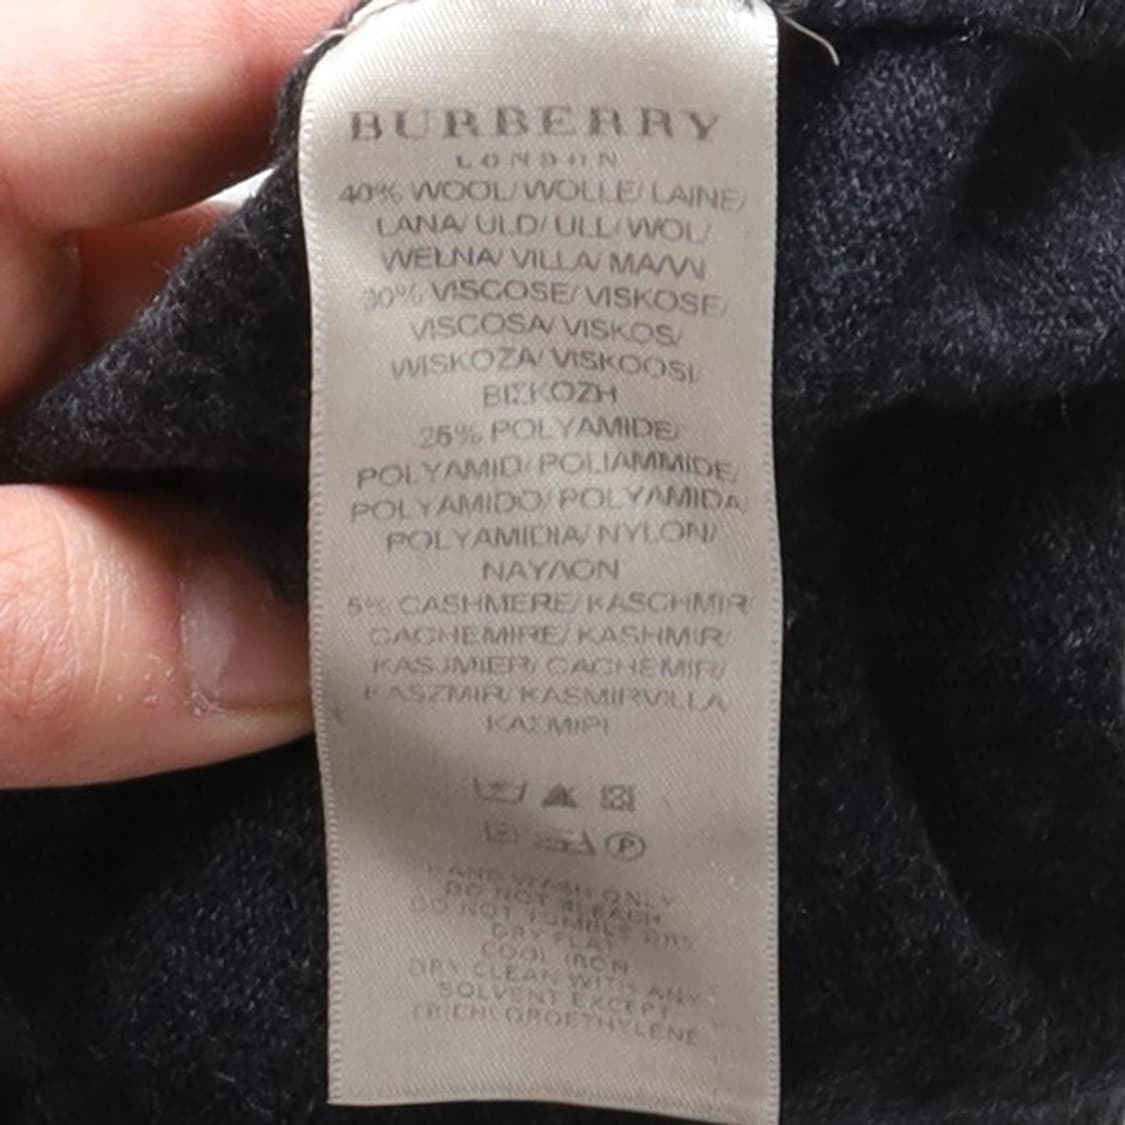 BURBERRY
LONDON
40% WOOL/ WOLLE/ LAINE/
LANA/ ULD/ ULL/ WOL/
WEŁNA/ VILLA/ ΜΑΛΛΙ
30% VISCOSE/ VISKOSE/
VISCOSA/ VISKOS/
WISKOZA/ VISKOOSI/
ΒΙΣΚΟΖΗ
25% POLYAMIDE/
POLYAMID/ POLIAMMIDE/
POLYAMIDO/ POLYAMIDA/
POLYAMIDIA/ NYLON/
ΝΑΥΛΟΝ
5% CASHMERE/ KASCHMIR/
CACHEMIRE/ KASHMIR/
KASJMIER/ CACHEMIR/
KASZMIR/ KASMIRVILLA
ΚΑΣΜΙΡΙ
P
HAND WASH ONLY
DO NOT BLEACH
DO NOT TUMBLE DRY
DRY FLAT
COOL IRON
DRY CLEAN WITH ANY
SOLVENT EXCEPT
TRICHLOROETHYLENE